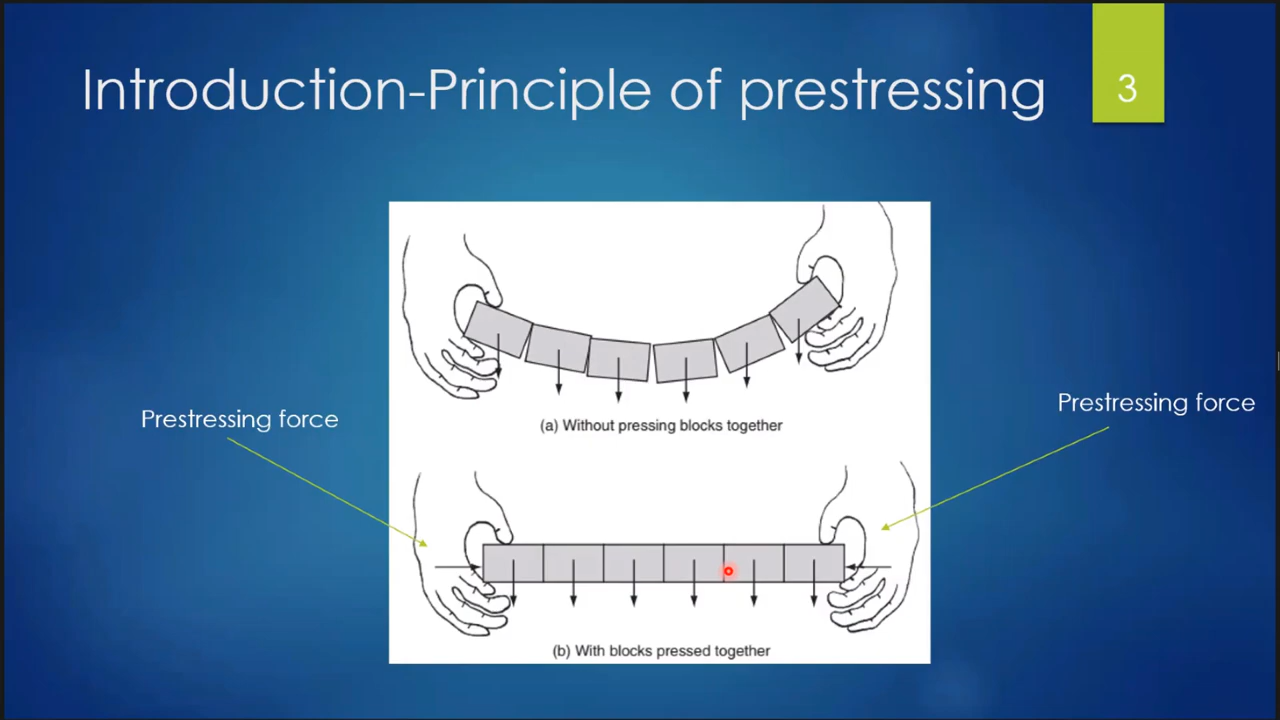 Introduction-Principle of prestressing
3
(a) Without pressing blocks together
Prestressing force
Prestressing force
(b) With blocks pressed together